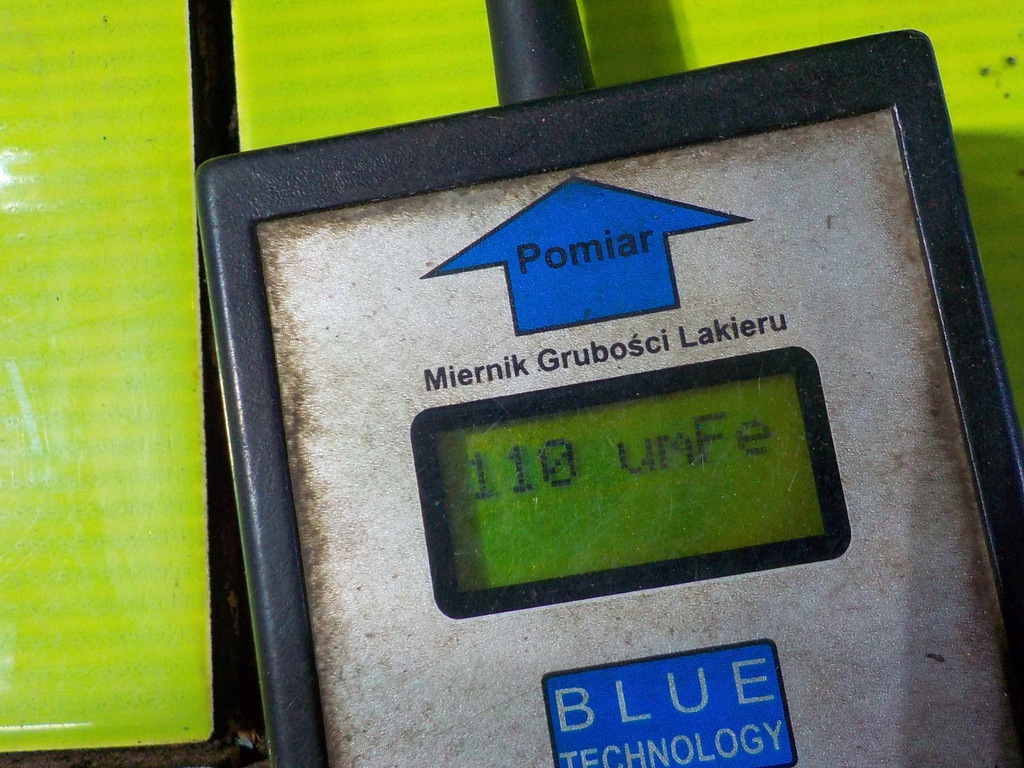 Pomiar
Miernik Grubości Lakieru
110 umFe
BLUE
TECHNOLOGY